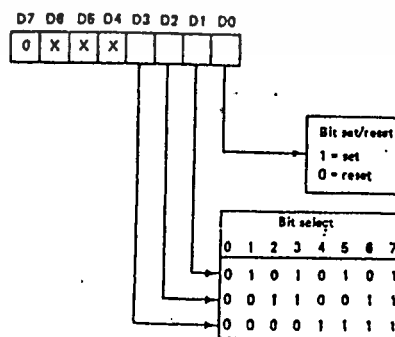 D7 D6 D5 D4 D3 D2 D1 D0
0 X X X
Bit set/reset
1 = set
0 = reset
Bit select
0 1 2 3 4 5 6 7
0 1 0 1 0 1 0 1
0 0 1 1 0 0 1 1
0 0 0 0 1 1 1 1